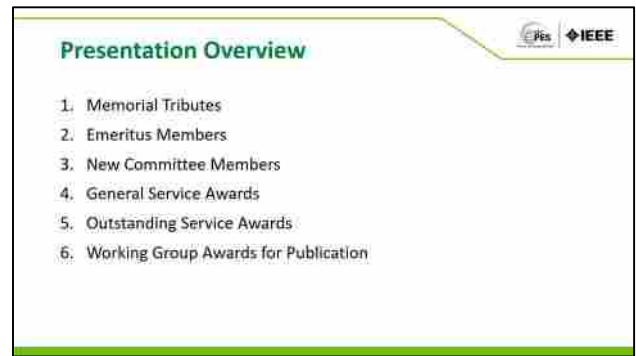 Presentation Overview
PES IEEE
1. Memorial Tributes
2. Emeritus Members
3. New Committee Members
4. General Service Awards
5. Outstanding Service Awards
6. Working Group Awards for Publication